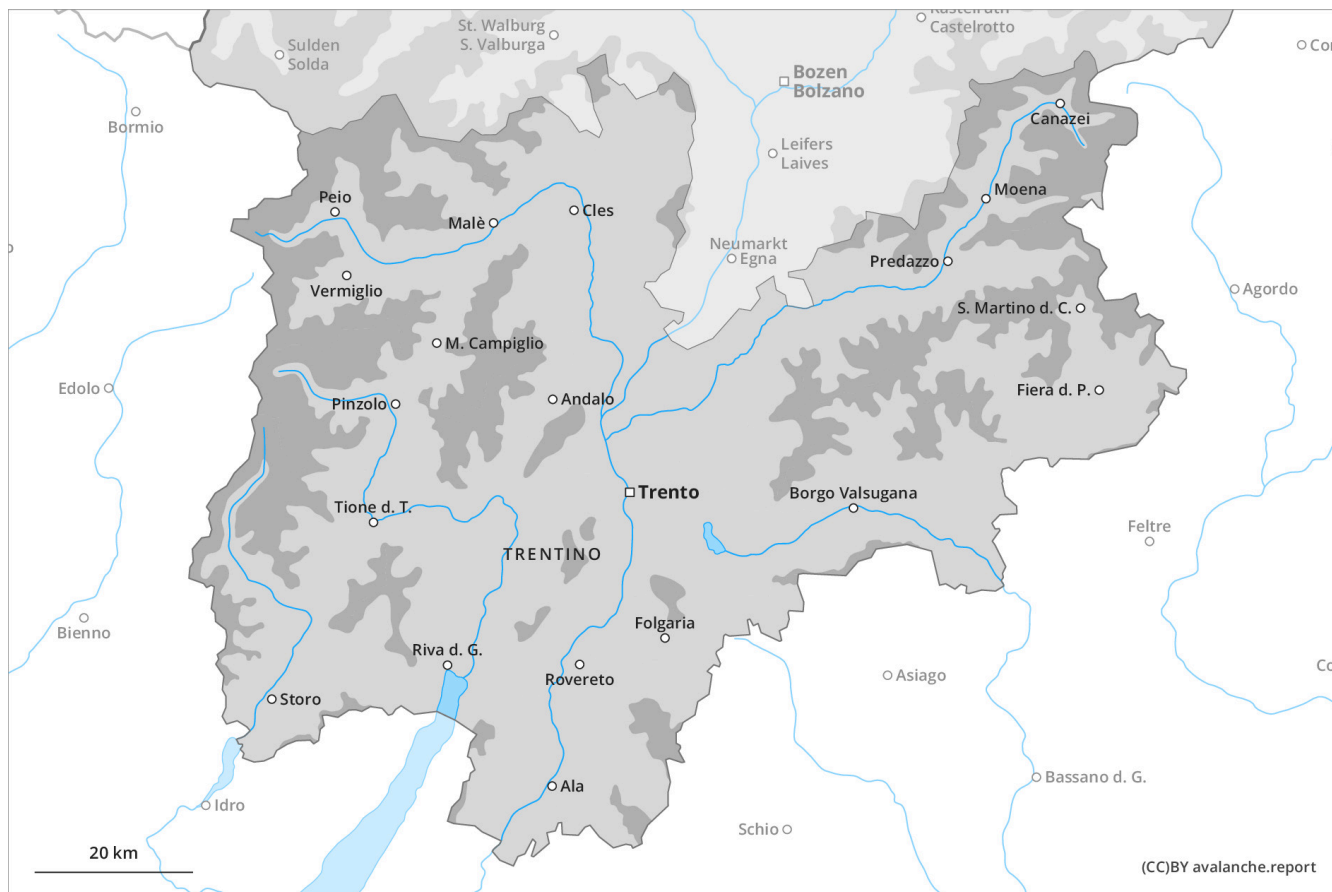 Kastelruth
Castelrotto
St. Walburg
S. Valburga
Sulden
Solda
Bozen
Bolzano
Bormio
Canazei
Leifers
Laives
Moena
Peio
Malè
Cles
Neumarkt
Egna
Predazzo
Vermiglio
Agordo
S. Martino d. C.
M. Campiglio
Edolo
Pinzolo
Andalo
Fiera d. P.
Trento
Borgo Valsugana
Tione d. T.
Feltre
TRENTINO
Bienno
Folgaria
Riva d. G.
Rovereto
Asiago
Storo
Ala
Bassano d. G.
Idro
Schio
20 km
(CC)BY avalanche.report